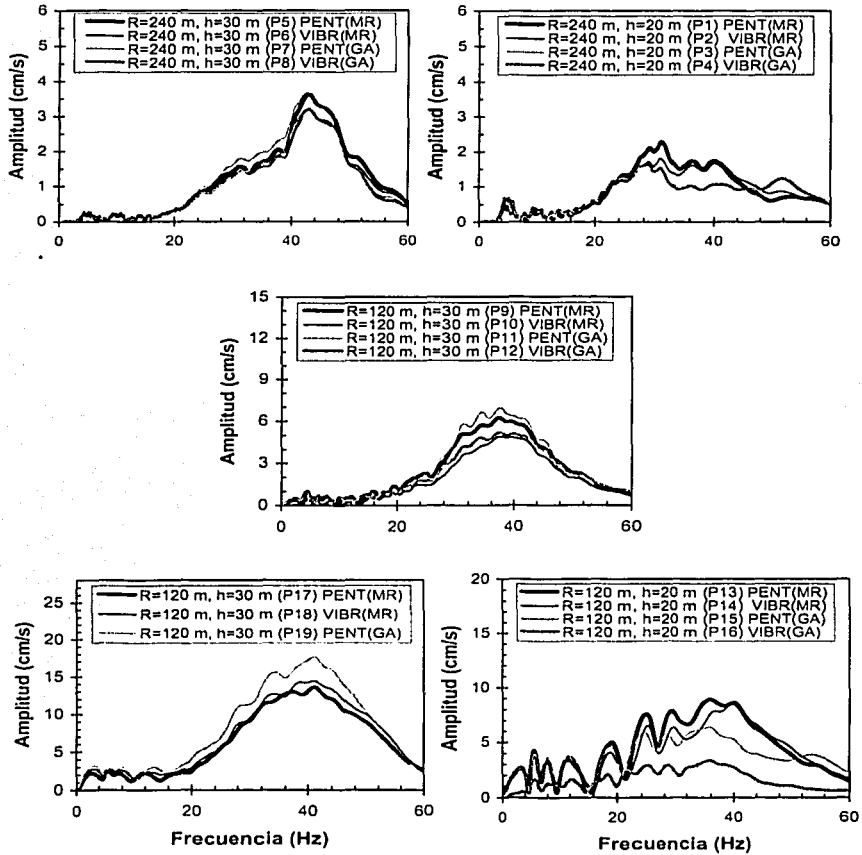 R=240 m, h=30 m (P5) PENT(MR)
R=240 m, h=30 m (P6) VIBR(MR)
R=240 m, h=30 m (P7) PENT(GA)
R=240 m, h=30 m (P8) VIBR(GA)
Amplitud (cm/s)
6
5
4
3
2
1
0
0
20
40
60
R=240 m, h=20 m (P1) PENT(MR)
R=240 m, h=20 m (P2) VIBR(MR)
R=240 m, h=20 m (P3) PENT(GA)
R=240 m, h=20 m (P4) VIBR(GA)
Amplitud (cm/s)
6
5
4
3
2
1
0
0
20
40
60
R=120 m, h=30 m (P9) PENT(MR)
R=120 m, h=30 m (P10) VIBR(MR)
R=120 m, h=30 m (P11) PENT(GA)
R=120 m, h=30 m (P12) VIBR(GA)
Amplitud (cm/s)
15
12
9
6
3
0
0
20
40
60
R=120 m, h=30 m (P17) PENT(MR)
R=120 m, h=30 m (P18) VIBR(MR)
R=120 m, h=30 m (P19) PENT(GA)
Amplitud (cm/s)
25
20
15
10
5
0
0
20
40
60
Frecuencia (Hz)
R=120 m, h=20 m (P13) PENT(MR)
R=120 m, h=20 m (P14) VIBR(MR)
R=120 m, h=20 m (P15) PENT(GA)
R=120 m, h=20 m (P16) VIBR(GA)
Amplitud (cm/s)
20
15
10
5
0
0
20
40
60
Frecuencia (Hz)